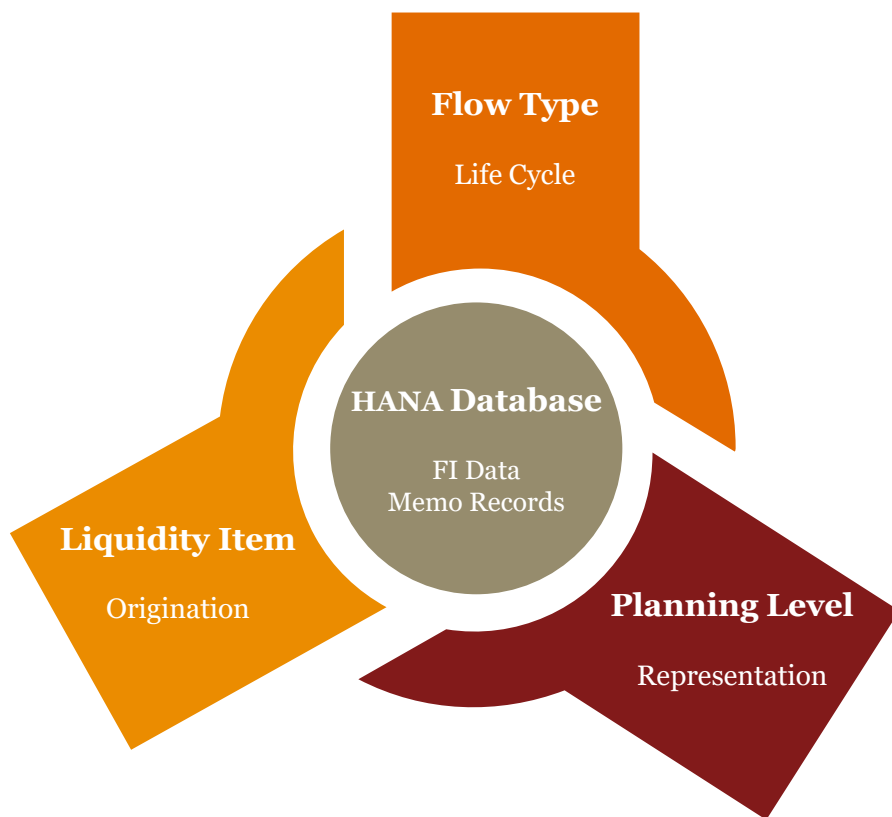 Flow Type
Life Cycle
HANA Database
FI Data
Memo Records
Liquidity Item
Origination
Planning Level
Representation